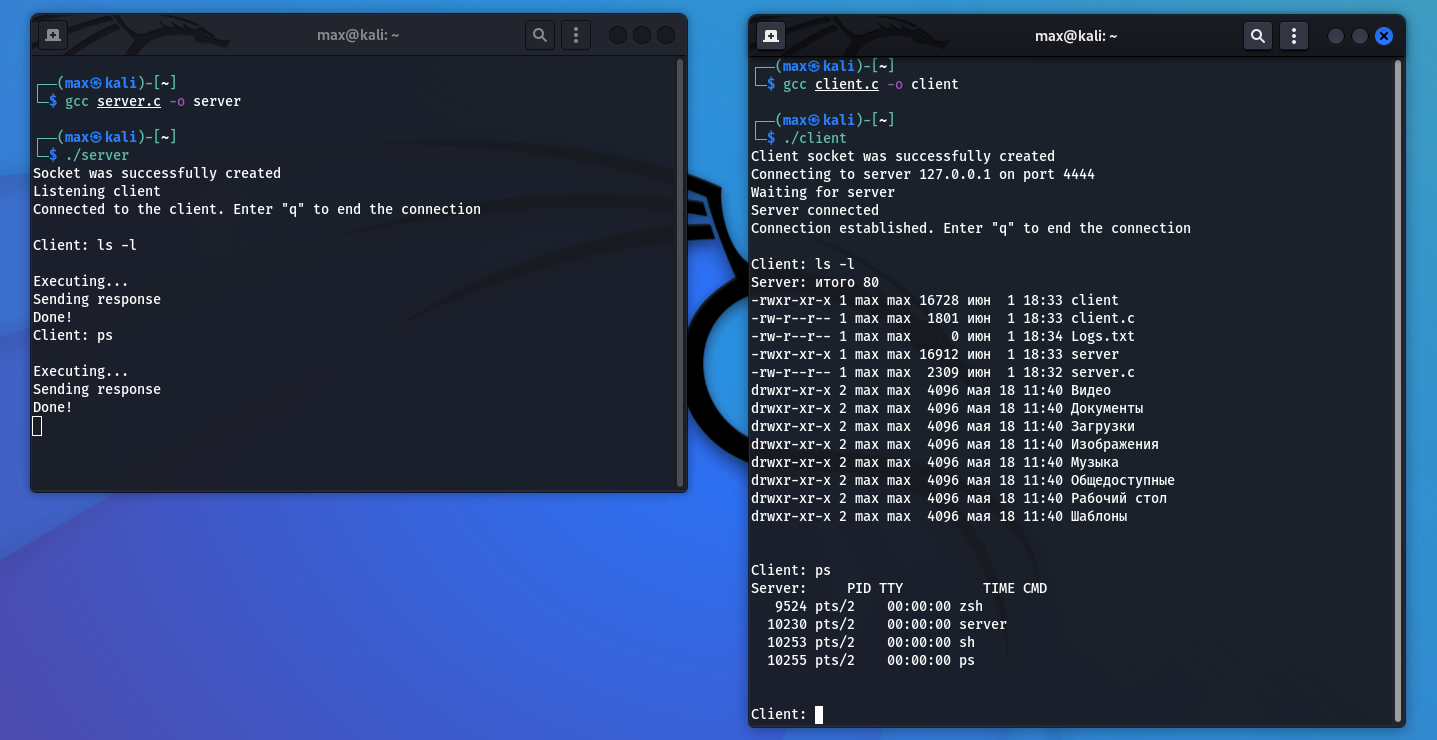 max@kali: ~
┌──(max㉿kali)-[~]
└─$ gcc server.c -o server
┌──(max㉿kali)-[~]
└─$ ./server
Socket was successfully created
Listening client
Connected to the client. Enter "q" to end the connection
Client: ls -l
Executing...
Sending response
Done!
Client: ps
Executing...
Sending response
Done!
max@kali: ~
┌──(max㉿kali)-[~]
└─$ gcc client.c -o client
┌──(max㉿kali)-[~]
└─$ ./client
Client socket was successfully created
Connecting to server 127.0.0.1 on port 4444
Waiting for server
Server connected
Connection established. Enter "q" to end the connection
Client: ls -l
Server: итого 80
-rwxr-xr-x 1 max max 16728 июн  1 18:33 client
-rw-r--r-- 1 max max  1801 июн  1 18:33 client.c
-rw-r--r-- 1 max max     0 июн  1 18:34 Logs.txt
-rwxr-xr-x 1 max max 16912 июн  1 18:33 server
-rw-r--r-- 1 max max  2309 июн  1 18:32 server.c
drwxr-xr-x 2 max max  4096 мая 18 11:40 Видео
drwxr-xr-x 2 max max  4096 мая 18 11:40 Документы
drwxr-xr-x 2 max max  4096 мая 18 11:40 Загрузки
drwxr-xr-x 2 max max  4096 мая 18 11:40 Изображения
drwxr-xr-x 2 max max  4096 мая 18 11:40 Музыка
drwxr-xr-x 2 max max  4096 мая 18 11:40 Общедоступные
drwxr-xr-x 2 max max  4096 мая 18 11:40 Рабочий стол
drwxr-xr-x 2 max max  4096 мая 18 11:40 Шаблоны
Client: ps
Server:     PID TTY          TIME CMD
   9524 pts/2    00:00:00 zsh
  10230 pts/2    00:00:00 server
  10253 pts/2    00:00:00 sh
  10255 pts/2    00:00:00 ps
Client: